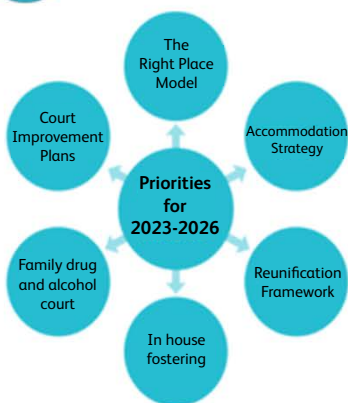 The
Right Place
Model
Court
Improvement
Plans
Accommodation
Strategy
Priorities
for
2023-2026
Family drug
and alcohol
court
Reunification
Framework
In house
fostering